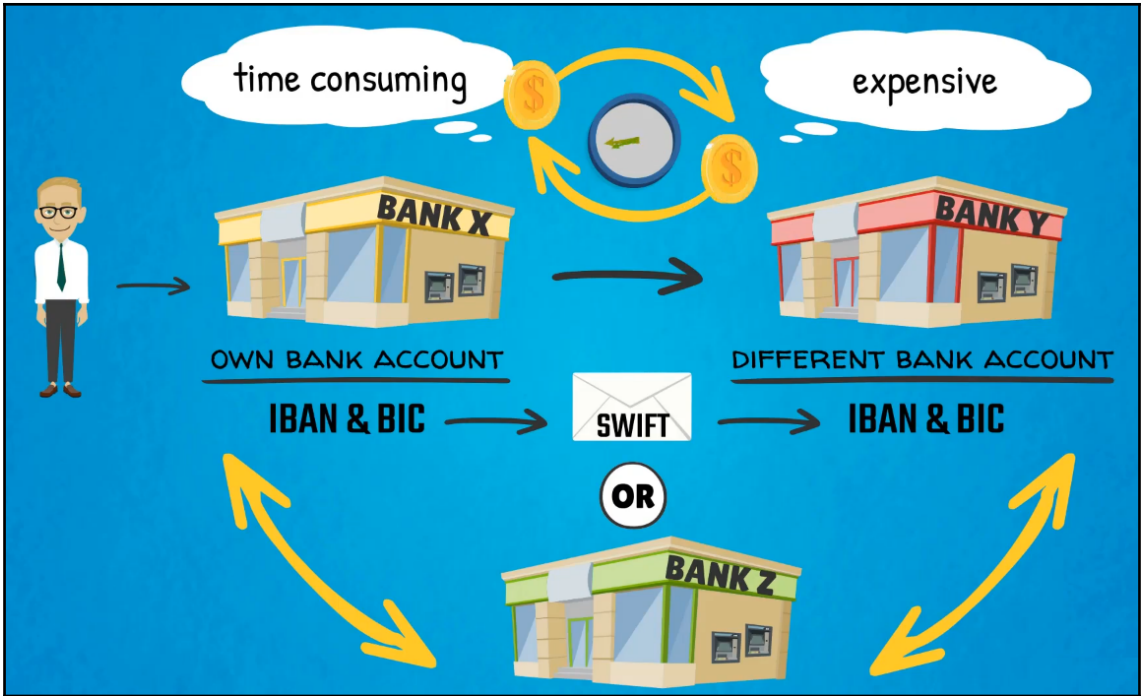 time consuming
expensive
$
$
BANK X
BANK Y
OWN BANK ACCOUNT
DIFFERENT BANK ACCOUNT
IBAN & BIC
SWIFT
IBAN & BIC
OR
BANK Z